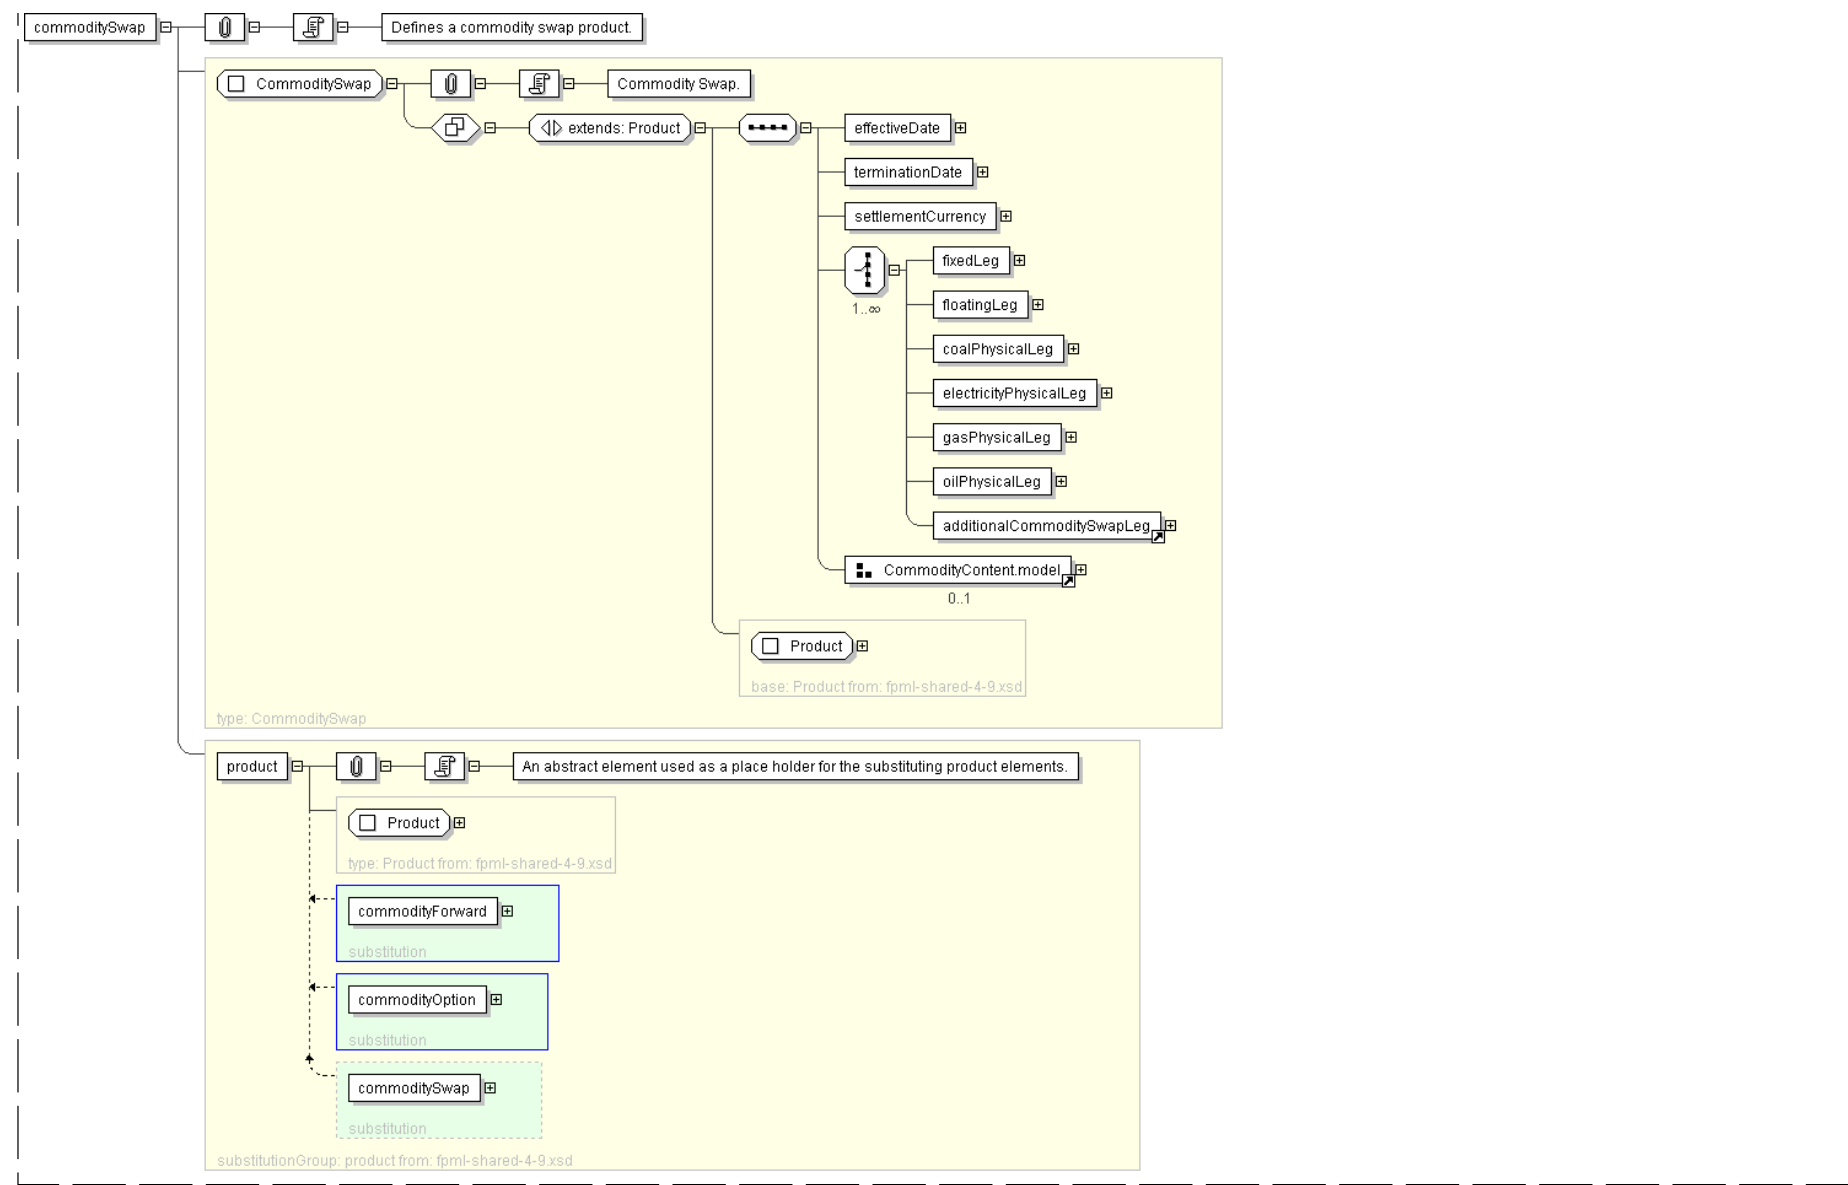 commoditySwap
Defines a commodity swap product.
CommoditySwap
Commodity Swap.
extends: Product
effectiveDate
terminationDate
settlementCurrency
1..∞
fixedLeg
floatingLeg
coalPhysicalLeg
electricityPhysicalLeg
gasPhysicalLeg
oilPhysicalLeg
additionalCommoditySwapLeg
CommodityContent.model
0..1
Product
base: Product from: fpml-shared-4-9.xsd
type: CommoditySwap
product
An abstract element used as a place holder for the substituting product elements.
Product
type: Product from: fpml-shared-4-9.xsd
commodityForward
substitution
commodityOption
substitution
commoditySwap
substitution
substitutionGroup: product from: fpml-shared-4-9.xsd